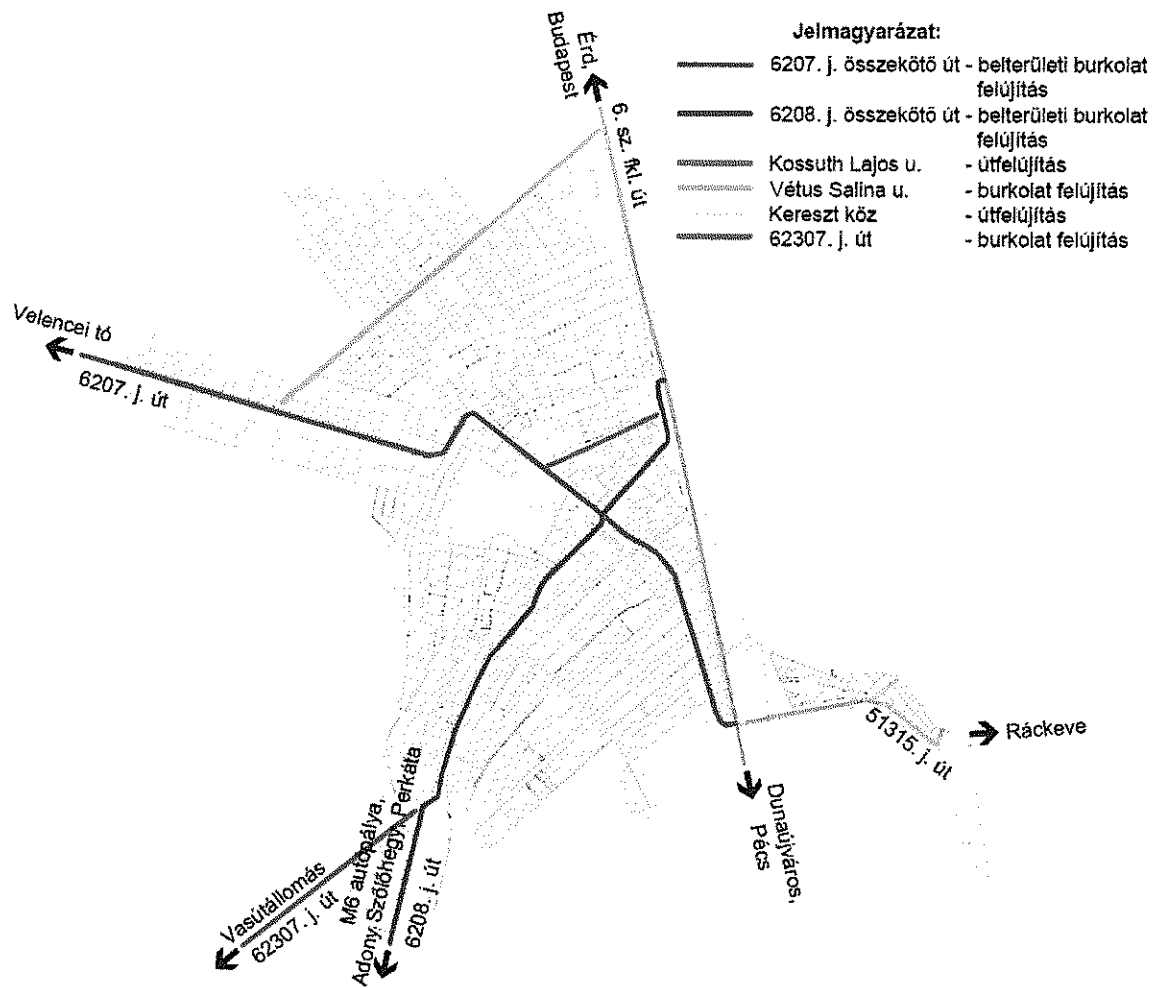 Jelmagyarázat:
6207. j. összekötő út - belterületi burkolat
felújítás
6208. j. összekötő út - belterületi burkolat
felújítás
Kossuth Lajos u. - útfelújítás
Vétus Salina u. - burkolat felújítás
Kereszt köz - útfelújítás
62307. j. út - burkolat felújítás
Érd,
Budapest
6. sz. fkl. út
Velencei tó
6207. j. út
51315. j. út
Ráckeve
Dunaújváros,
Pécs
Vasútállomás
62307. j. út
M6 autópálya,
Adony Szőlőhegy, Perkáta
6208. j. út